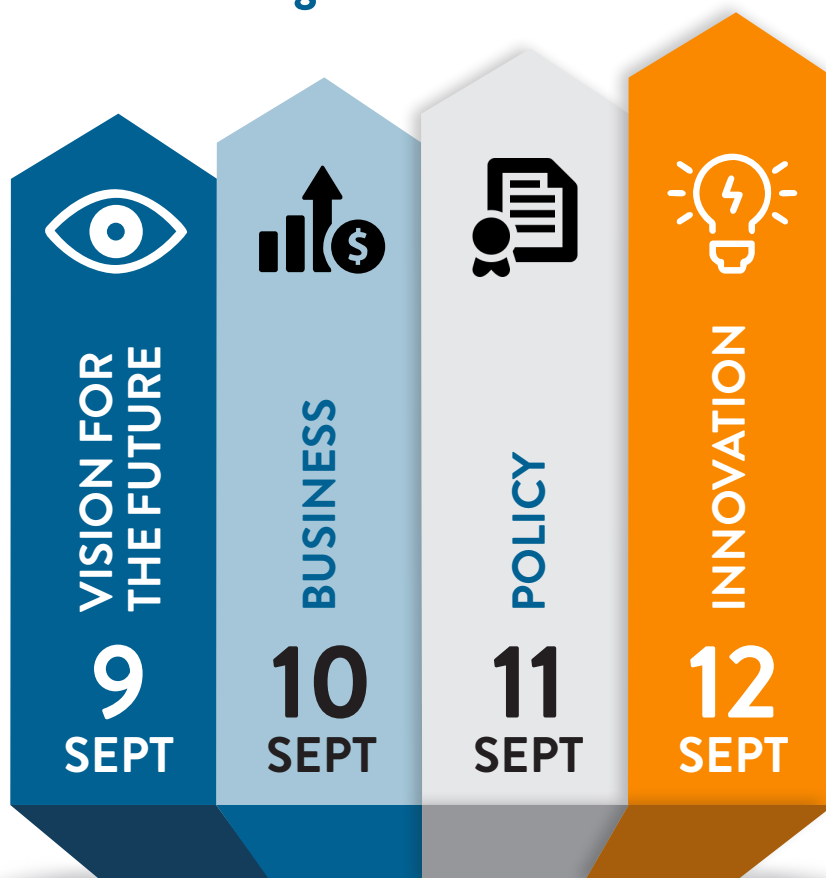 VISION FOR
THE FUTURE
9
SEPT
BUSINESS
10
SEPT
POLICY
11
SEPT
INNOVATION
12
SEPT